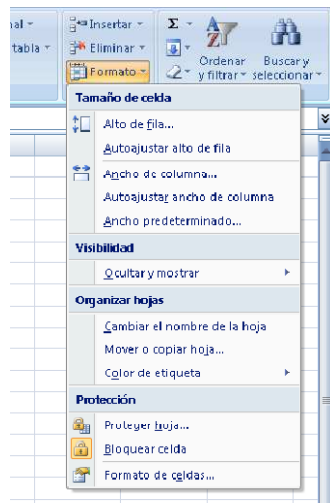 nal Insertar Σ
tabla Eliminar
Formato Ordenar y filtrar Buscar y seleccionar
Tamaño de celda
Alto de fila...
Autoajustar alto de fila
Ancho de columna...
Autoajustar ancho de columna
Ancho predeterminado...
Visibilidad
Ocultar y mostrar
Organizar hojas
Cambiar el nombre de la hoja
Mover o copiar hoja...
Color de etiqueta
Protección
Proteger hoja...
Bloquear celda
Formato de celdas...